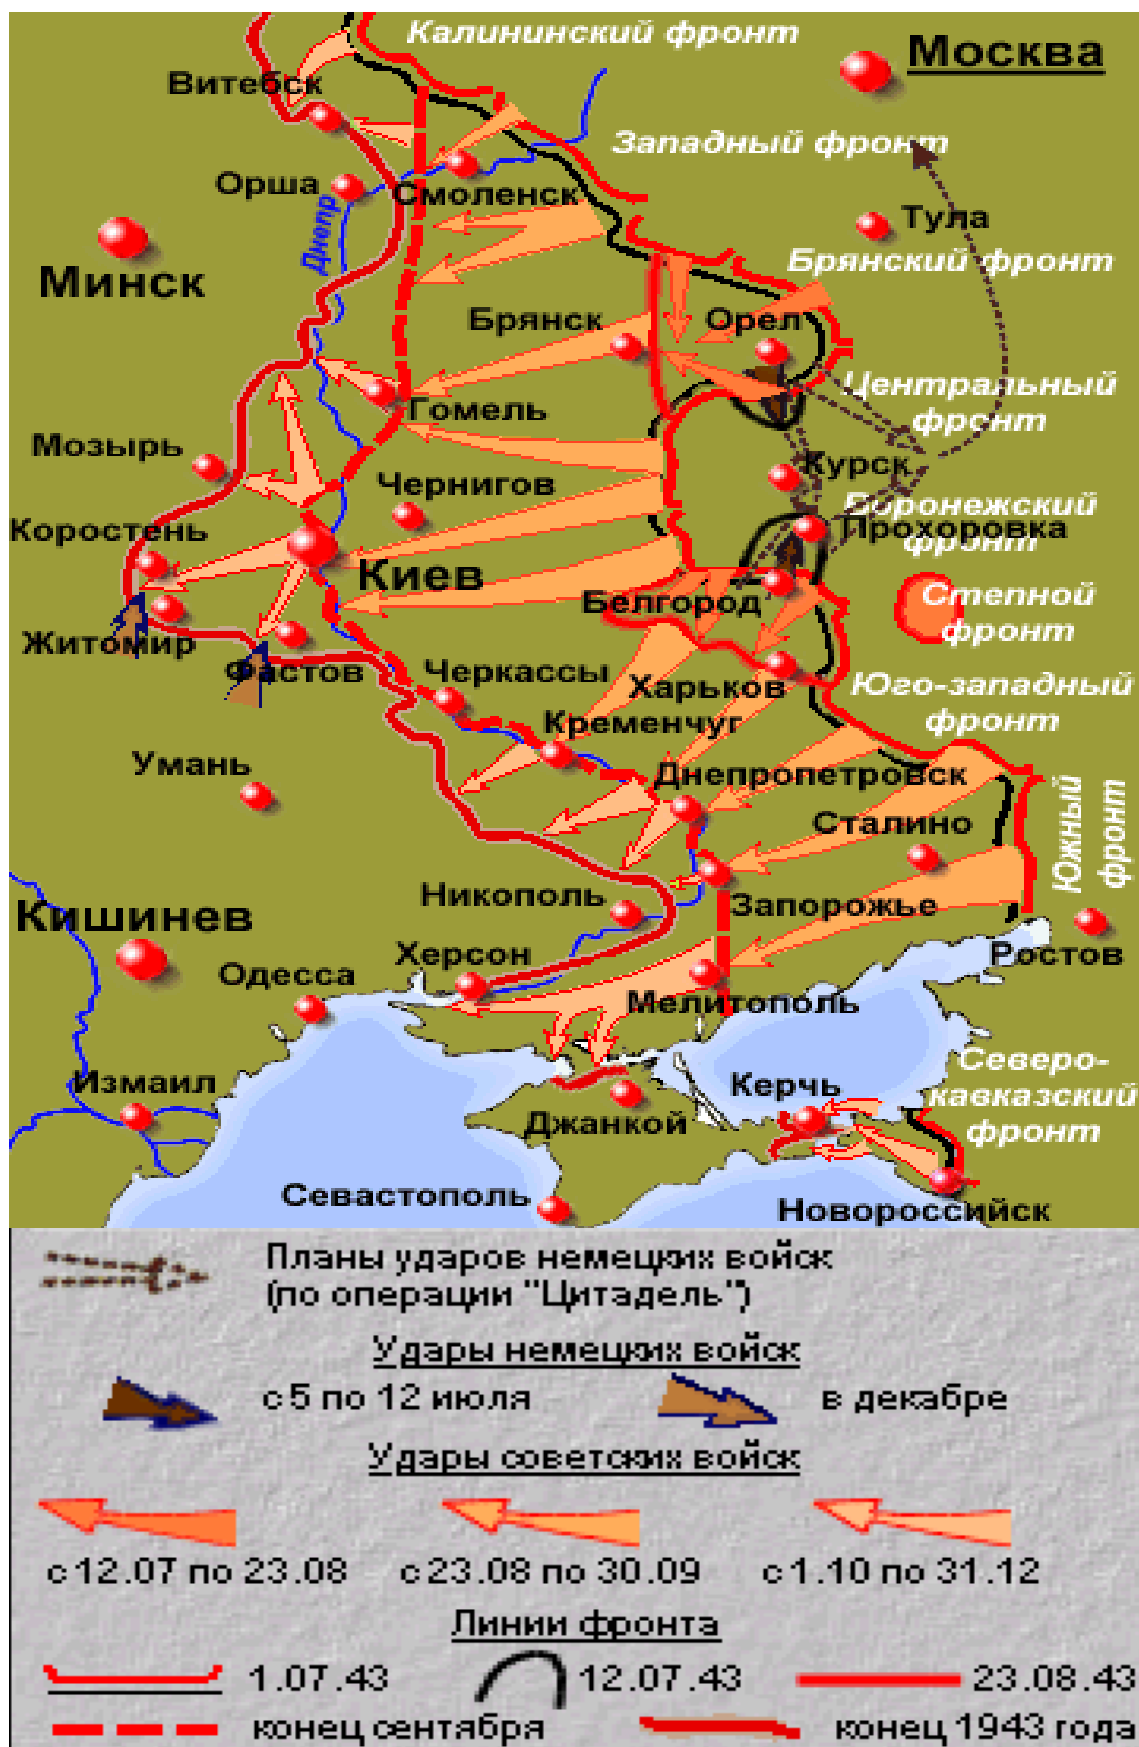 Калининский фронт
Москва
Витебск
Западный фронт
Орша
Смоленск
Днепр
Тула
Минск
Брянский фронт
Брянск
Орел
Центральный
фронт
Гомель
Мозырь
Курск
Чернигов
Воронежский
фронт
Прохоровка
Коростень
Киев
Белгород
Степной
фронт
Житомир
Фастов
Черкассы
Харьков
Юго-западный
фронт
Кременчуг
Умань
Днепропетровск
Сталино
Южный
фронт
Никополь
Запорожье
Кишинев
Херсон
Ростов
Одесса
Мелитополь
Измаил
Керчь
Северо-
кавказский
фронт
Джанкой
Севастополь
Новороссийск
Планы ударов немецких войск
(по операции "Цитадель")
Удары немецких войск
с 5 по 12 июля
в декабре
Удары советских войск
с 12.07 по 23.08
с 23.08 по 30.09
с 1.10 по 31.12
Линии фронта
1.07.43
12.07.43
23.08.43
конец сентября
конец 1943 года